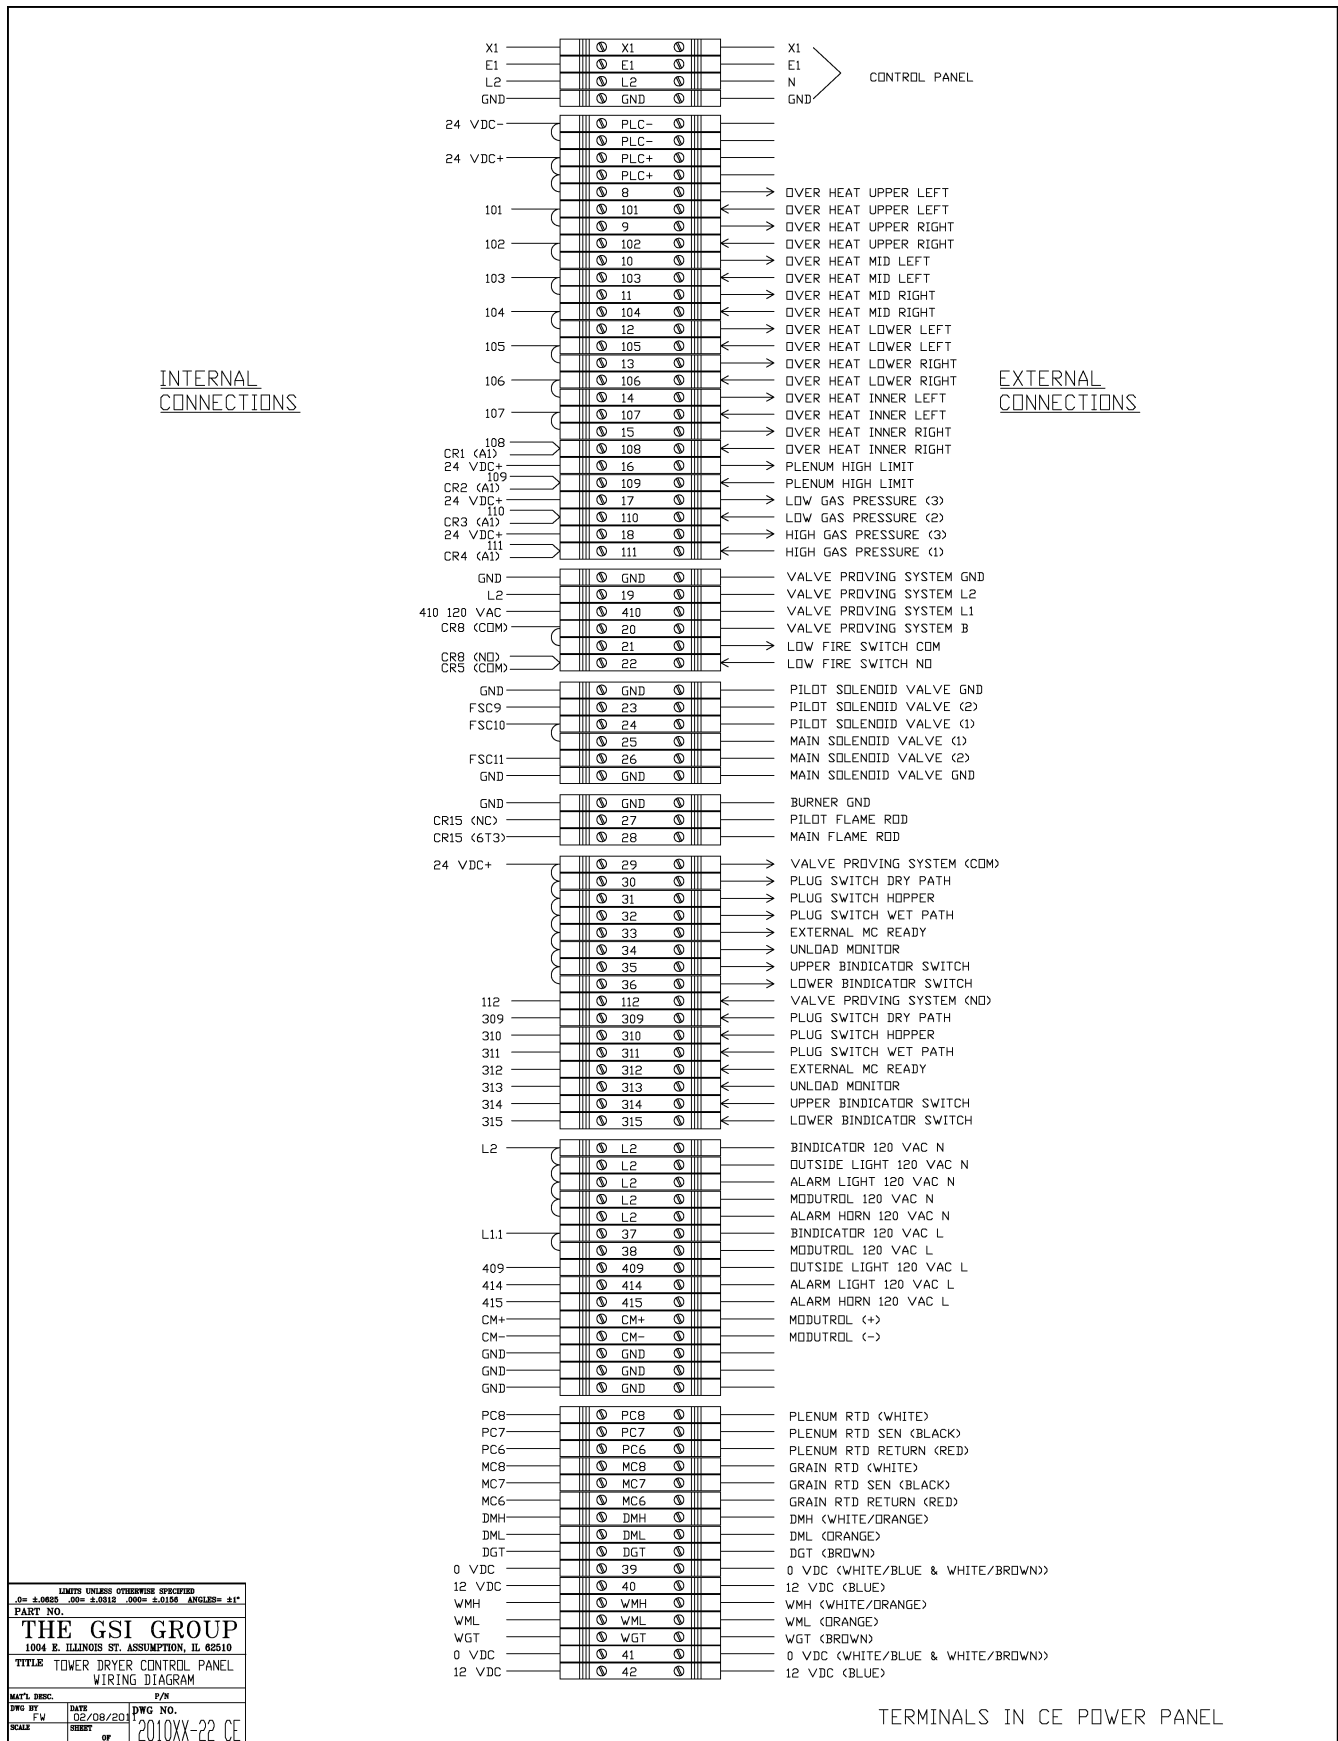 X1 X1 X1
E1 E1 E1
L2 L2 N
GND GND GND
CONTROL PANEL
24 VDC- PLC-
PLC-
24 VDC+ PLC+
PLC+
8 OVER HEAT UPPER LEFT
101 101 OVER HEAT UPPER LEFT
9 OVER HEAT UPPER RIGHT
102 102 OVER HEAT UPPER RIGHT
10 OVER HEAT MID LEFT
103 103 OVER HEAT MID LEFT
11 OVER HEAT MID RIGHT
104 104 OVER HEAT MID RIGHT
12 OVER HEAT LOWER LEFT
105 105 OVER HEAT LOWER LEFT
13 OVER HEAT LOWER RIGHT
106 106 OVER HEAT LOWER RIGHT
14 OVER HEAT INNER LEFT
107 107 OVER HEAT INNER LEFT
15 OVER HEAT INNER RIGHT
108
CR1 (A1) 108 OVER HEAT INNER RIGHT
24 VDC+ 16 PLENUM HIGH LIMIT
109
CR2 (A1) 109 PLENUM HIGH LIMIT
24 VDC+ 17 LOW GAS PRESSURE (3)
110
CR3 (A1) 110 LOW GAS PRESSURE (2)
24 VDC+ 18 HIGH GAS PRESSURE (3)
111
CR4 (A1) 111 HIGH GAS PRESSURE (1)
INTERNAL
CONNECTIONS
EXTERNAL
CONNECTIONS
GND GND VALVE PROVING SYSTEM GND
L2 19 VALVE PROVING SYSTEM L2
410 120 VAC 410 VALVE PROVING SYSTEM L1
CR8 (COM) 20 VALVE PROVING SYSTEM B
21 LOW FIRE SWITCH COM
CR8 (NO)
CR5 (COM) 22 LOW FIRE SWITCH NO
GND GND PILOT SOLENOID VALVE GND
FSC9 23 PILOT SOLENOID VALVE (2)
FSC10 24 PILOT SOLENOID VALVE (1)
25 MAIN SOLENOID VALVE (1)
FSC11 26 MAIN SOLENOID VALVE (2)
GND GND MAIN SOLENOID VALVE GND
GND GND BURNER GND
CR15 (NC) 27 PILOT FLAME ROD
CR15 (6T3) 28 MAIN FLAME ROD
24 VDC+ 29 VALVE PROVING SYSTEM (COM)
30 PLUG SWITCH DRY PATH
31 PLUG SWITCH HOPPER
32 PLUG SWITCH WET PATH
33 EXTERNAL MC READY
34 UNLOAD MONITOR
35 UPPER BINDICATOR SWITCH
36 LOWER BINDICATOR SWITCH
112 112 VALVE PROVING SYSTEM (NO)
309 309 PLUG SWITCH DRY PATH
310 310 PLUG SWITCH HOPPER
311 311 PLUG SWITCH WET PATH
312 312 EXTERNAL MC READY
313 313 UNLOAD MONITOR
314 314 UPPER BINDICATOR SWITCH
315 315 LOWER BINDICATOR SWITCH
L2 L2 BINDICATOR 120 VAC N
L2 OUTSIDE LIGHT 120 VAC N
L2 ALARM LIGHT 120 VAC N
L2 MODUTROL 120 VAC N
L2 ALARM HORN 120 VAC N
L1.1 37 BINDICATOR 120 VAC L
38 MODUTROL 120 VAC L
409 409 OUTSIDE LIGHT 120 VAC L
414 414 ALARM LIGHT 120 VAC L
415 415 ALARM HORN 120 VAC L
CM+ CM+ MODUTROL (+)
CM- CM- MODUTROL (-)
GND GND
GND GND
GND GND
PC8 PC8 PLENUM RTD (WHITE)
PC7 PC7 PLENUM RTD SEN (BLACK)
PC6 PC6 PLENUM RTD RETURN (RED)
MC8 MC8 GRAIN RTD (WHITE)
MC7 MC7 GRAIN RTD SEN (BLACK)
MC6 MC6 GRAIN RTD RETURN (RED)
DMH DMH DMH (WHITE/ORANGE)
DML DML DML (ORANGE)
DGT DGT DGT (BROWN)
0 VDC 39 0 VDC (WHITE/BLUE & WHITE/BROWN))
12 VDC 40 12 VDC (BLUE)
WMH WMH WMH (WHITE/ORANGE)
WML WML WML (ORANGE)
WGT WGT WGT (BROWN)
0 VDC 41 0 VDC (WHITE/BLUE & WHITE/BROWN))
12 VDC 42 12 VDC (BLUE)
LIMITS UNLESS OTHERWISE SPECIFIED
.0= ±.0625 .00= ±.0312 .000= ±.0156 ANGLES= ±1°
PART NO.
THE GSI GROUP
1004 E. ILLINOIS ST. ASSUMPTION, IL 62510
TITLE TOWER DRYER CONTROL PANEL
WIRING DIAGRAM
MAT'L DESC. P/N
DWG BY FW DATE 02/08/2011 DWG NO.
SCALE SHEET OF 2010XX-22 CE
TERMINALS IN CE POWER PANEL